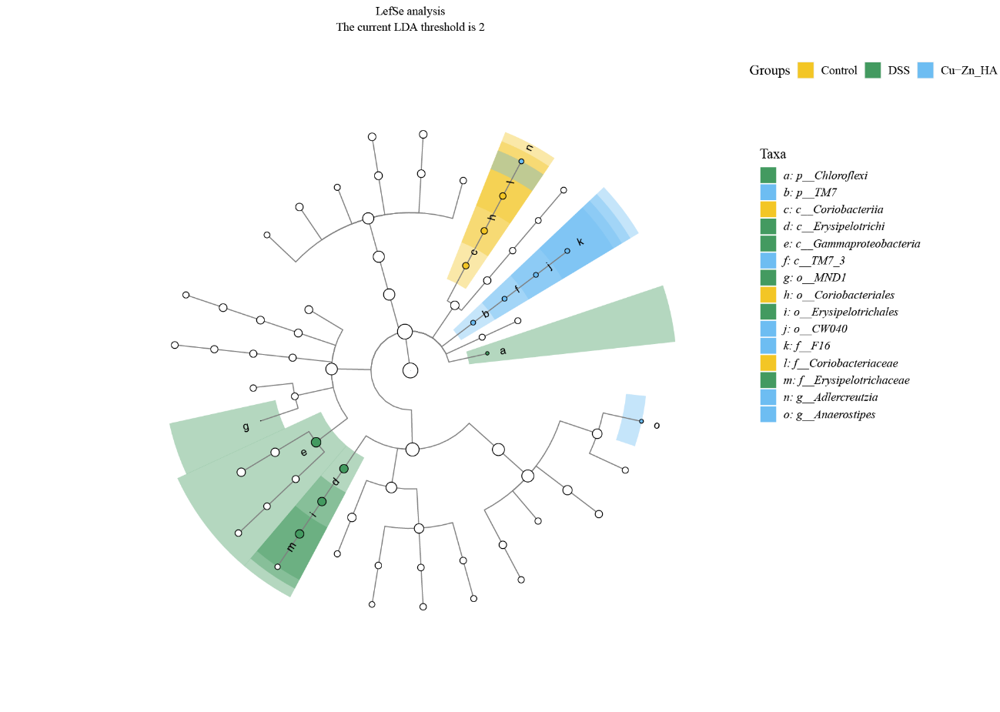 LefSe analysis
The current LDA threshold is 2
Groups Control DSS Cu−Zn_HA
Taxa
a: p__Chloroflexi
b: p__TM7
c: c__Coriobacteriia
d: c__Erysipelotrichi
e: c__Gammaproteobacteria
f: c__TM7_3
g: o__MND1
h: o__Coriobacteriales
i: o__Erysipelotrichales
j: o__CW040
k: f__F16
l: f__Coriobacteriaceae
m: f__Erysipelotrichaceae
n: g__Adlercreutzia
o: g__Anaerostipes
n
l
h
c
k
j
f
b
a
g
e
d
i
m
o